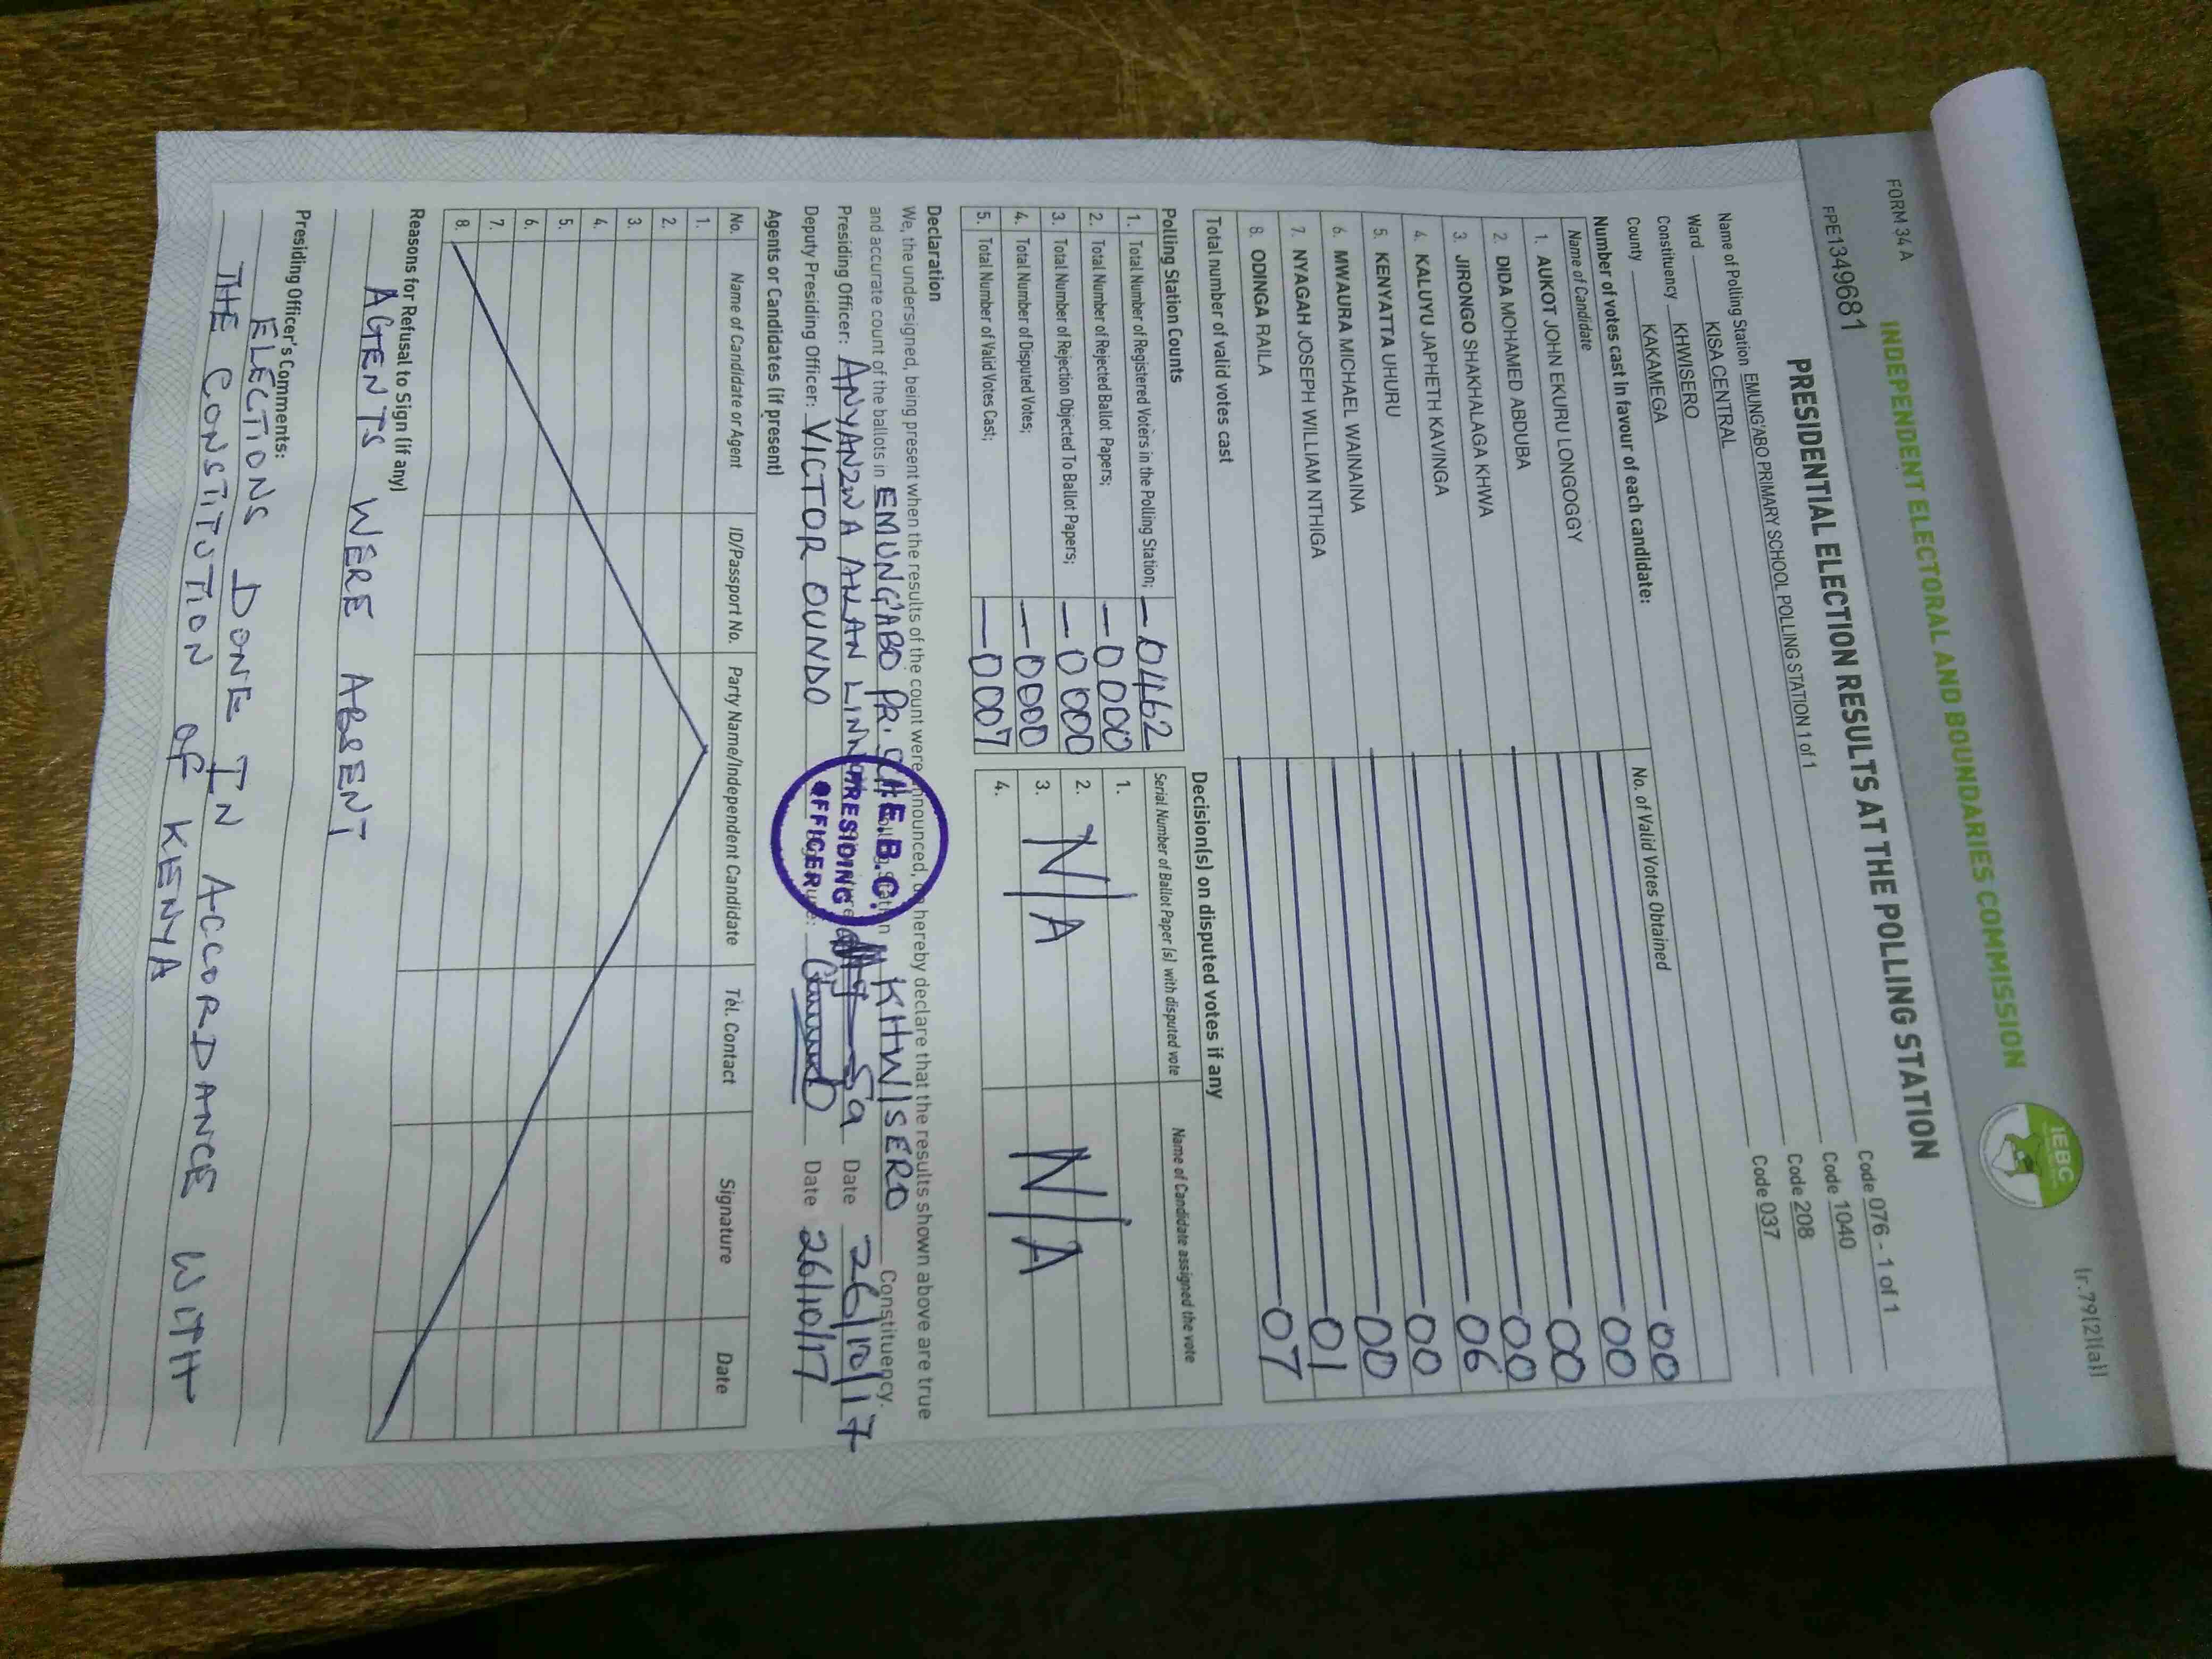 FORM 34 A
(r.79(2)(a))
INDEPENDENT ELECTORAL AND BOUNDARIES COMMISSION
IEBC
FPE1349681
PRESIDENTIAL ELECTION RESULTS AT THE POLLING STATION
Name of Polling Station EMUNG'ABO PRIMARY SCHOOL POLLING STATION 1 of 1 Code 076 - 1 of 1
Ward KISA CENTRAL Code 1040
Constituency KHWISERO Code 208
County KAKAMEGA Code 037
Number of votes cast in favour of each candidate:
Name of Candidate No. of Valid Votes Obtained
1. AUKOT JOHN EKURU LONGOGGY 00
2. DIDA MOHAMED ABDUBA 00
3. JIRONGO SHAKHALAGA KHWA 00
4. KALUYU JAPHETH KAVINGA 00
5. KENYATTA UHURU 06
6. MWAURA MICHAEL WAINAINA 00
7. NYAGAH JOSEPH WILLIAM NTHIGA 00
8. ODINGA RAILA 01
Total number of valid votes cast 07
Polling Station Counts
1. Total Number of Registered Voters in the Polling Station; 0462
2. Total Number of Rejected Ballot Papers; 0000
3. Total Number of Rejection Objected To Ballot Papers; 0000
4. Total Number of Disputed Votes; 0000
5. Total Number of Valid Votes Cast; 0007
Decision(s) on disputed votes if any
Serial Number of Ballot Paper (s) with disputed vote Name of Candidate assigned the vote
1.
2.
3. N/A N/A
4.
Declaration
We, the undersigned, being present when the results of the count were announced, do hereby declare that the results shown above are true
and accurate count of the ballots in EMUNG'ABO PR. SCH KHWISERO Constituency.
Presiding Officer: ANYANZWA ALLAN Date 26/10/17
Deputy Presiding Officer: VICTOR OUNDO Date 26/10/17
I.E.B.C.
PRESIDING
OFFICER
Agents or Candidates (if present)
No. Name of Candidate or Agent ID/Passport No. Party Name/Independent Candidate Tel. Contact Signature Date
1.
2.
3.
4.
5.
6.
7.
8.
Reasons for Refusal to Sign (if any)
AGENTS WERE ABSENT
Presiding Officer's Comments:
ELECTIONS DONE IN ACCORDANCE WITH
THE CONSTITUTION OF KENYA